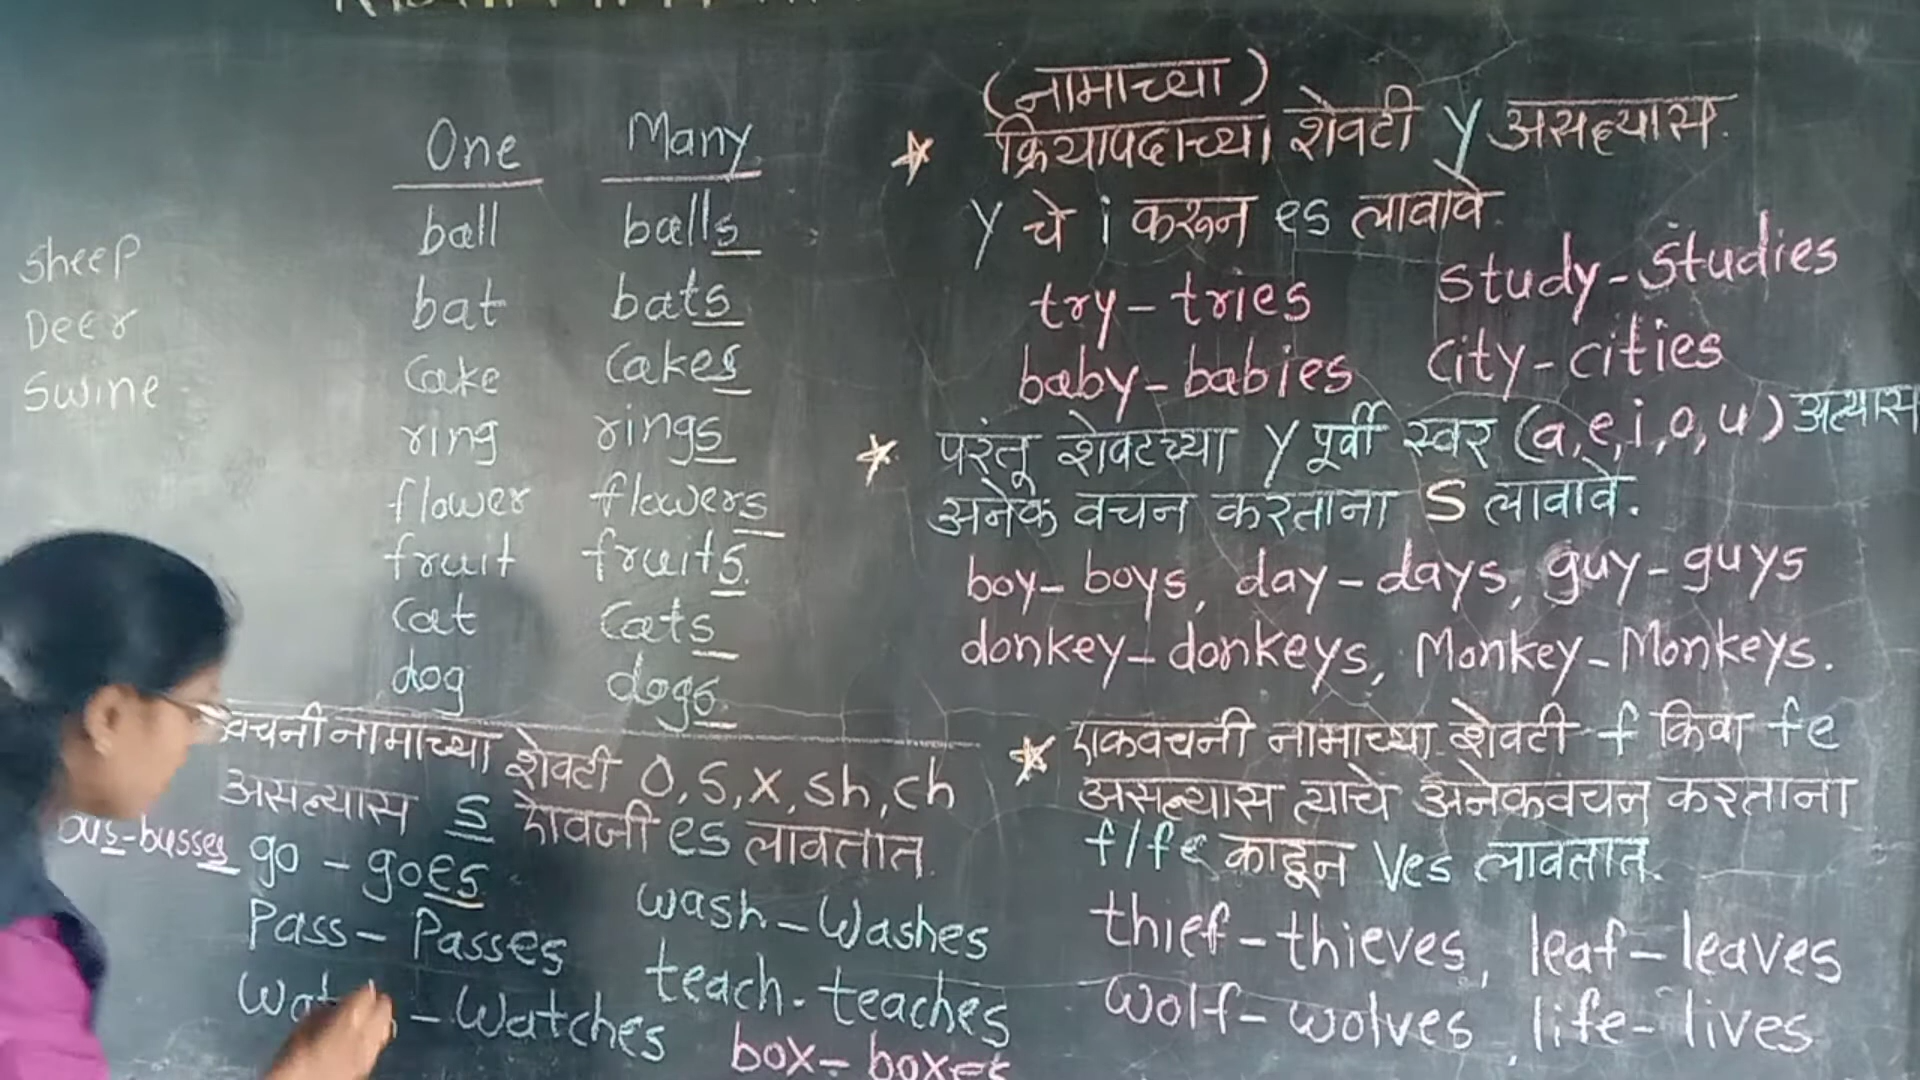 One Many
ball balls
bat bats
cake cakes
ring rings
flower flowers
fruit fruits
cat cats
dog dogs
Sheep
Deer
Swine
वचनी नामाच्या शेवटी O, S, X, sh, ch
असल्यास s ऐवजी es लावतात.
bus-busses go - goes
Pass - Passes
wash - Washes
teach - teaches
Watch - Watches
box - boxes
(नामाच्या)
क्रियापदाच्या शेवटी y असल्यास.
y चे i करून es लावावे.
try - tries study - Studies
baby - babies City - cities
परंतु शेवटच्या y पूर्वी स्वर (a, e, i, o, u) अल्यास
अनेक वचन करताना S लावावे.
boy - boys, day - days, guy - guys
donkey - donkeys, Monkey - Monkeys.
एकवचनी नामाच्या शेवटी f किवा fe
असल्यास त्याचे अनेकवचन करताना
f/fe काढून Ves लावतात.
thief - thieves, leaf - leaves
wolf - wolves, life - lives